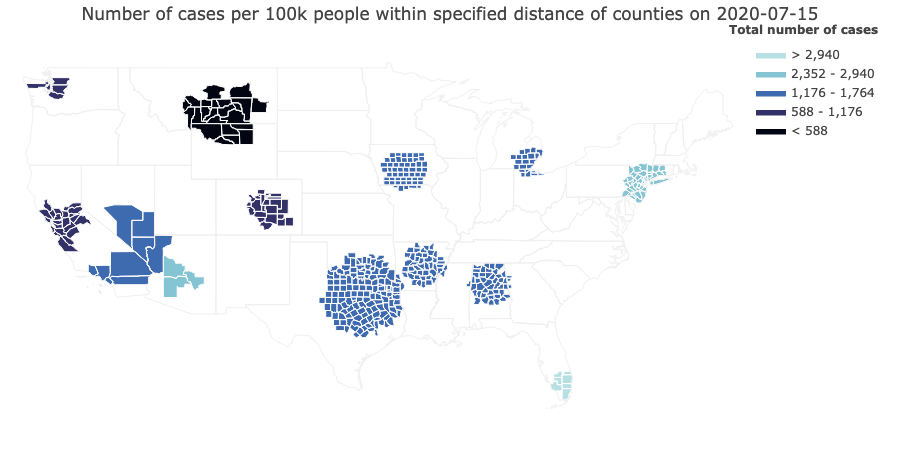 Number of cases per 100k people within specified distance of counties on 2020-07-15
Total number of cases
> 2,940
2,352 - 2,940
1,176 - 1,764
588 - 1,176
< 588